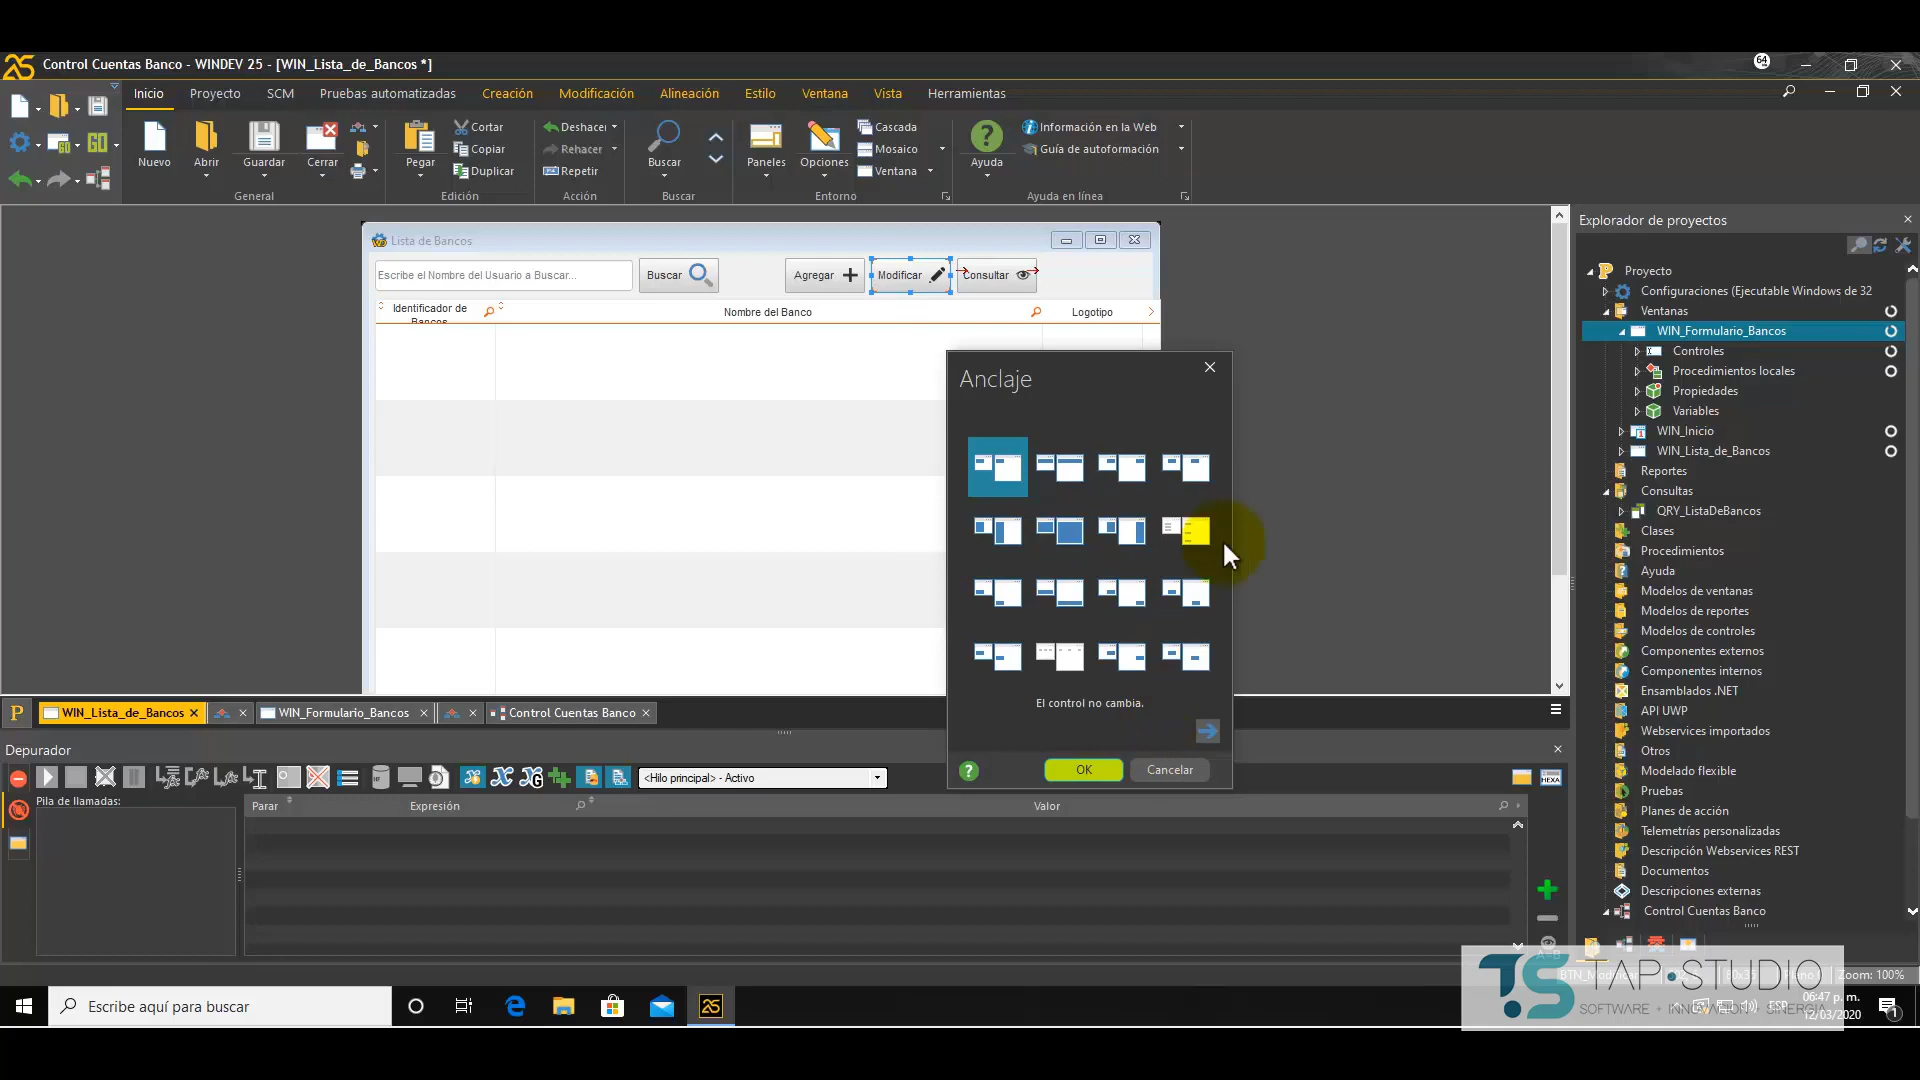 Control Cuentas Banco - WINDEV 25 - [WIN_Lista_de_Bancos *]
64
Inicio
Proyecto
SCM
Pruebas automatizadas
Creación
Modificación
Alineación
Estilo
Ventana
Vista
Herramientas
Nuevo
Abrir
Guardar
Cerrar
General
Pegar
Cortar
Copiar
Duplicar
Edición
Deshacer
Rehacer
Repetir
Acción
Buscar
Buscar
Paneles
Opciones
Cascada
Mosaico
Ventana
Entorno
Ayuda
Información en la Web
Guía de autoformación
Ayuda en línea
Lista de Bancos
Escribe el Nombre del Usuario a Buscar...
Buscar
Agregar
Modificar
Consultar
Identificador de
Bancos
Nombre del Banco
Logotipo
Anclaje
El control no cambia.
OK
Cancelar
Explorador de proyectos
Proyecto
Configuraciones (Ejecutable Windows de 32
Ventanas
WIN_Formulario_Bancos
Controles
Procedimientos locales
Propiedades
Variables
WIN_Inicio
WIN_Lista_de_Bancos
Reportes
Consultas
QRY_ListaDeBancos
Clases
Procedimientos
Ayuda
Modelos de ventanas
Modelos de reportes
Modelos de controles
Componentes externos
Componentes internos
Ensamblados .NET
API UWP
Webservices importados
Otros
Modelado flexible
Pruebas
Planes de acción
Telemetrías personalizadas
Descripción Webservices REST
Documentos
Descripciones externas
Control Cuentas Banco
WIN_Lista_de_Bancos
WIN_Formulario_Bancos
Control Cuentas Banco
Depurador
<Hilo principal> - Activo
HEXA
Pila de llamadas:
Parar
Expresión
Valor
Zoom: 100%
TAP STUDIO
SOFTWARE + INNOVACIÓN + SINERGIA
Escribe aquí para buscar
ESP
06:47 p. m.
12/03/2020